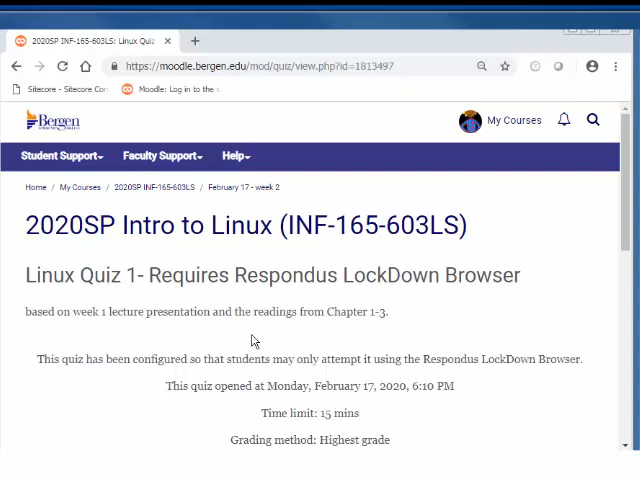 2020SP INF-165-603LS: Linux Quiz
https://moodle.bergen.edu/mod/quiz/view.php?id=1813497
Sitecore - Sitecore Con
Moodle: Log in to the s
Bergen
My Courses
Student Support
Faculty Support
Help
Home / My Courses / 2020SP INF-165-603LS / February 17 - week 2
2020SP Intro to Linux (INF-165-603LS)
Linux Quiz 1- Requires Respondus LockDown Browser
based on week 1 lecture presentation and the readings from Chapter 1-3.
This quiz has been configured so that students may only attempt it using the Respondus LockDown Browser.
This quiz opened at Monday, February 17, 2020, 6:10 PM
Time limit: 15 mins
Grading method: Highest grade